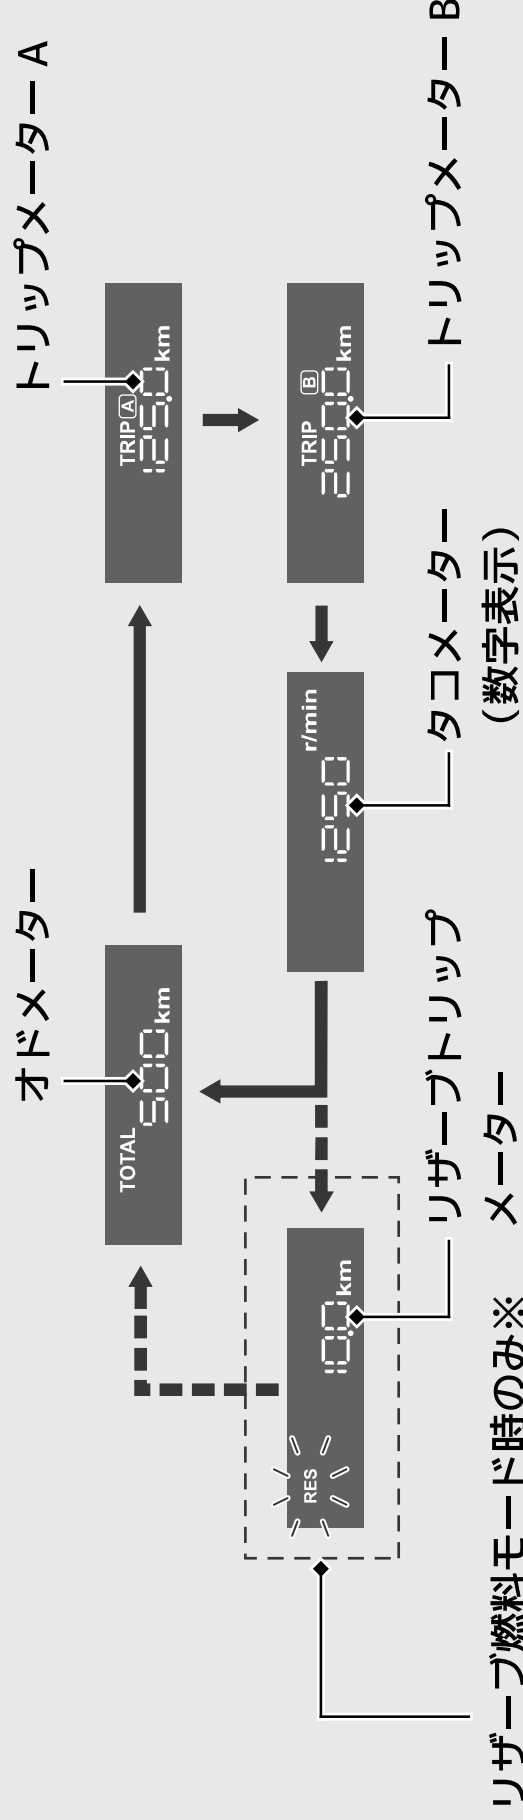 オドメーター
トリップメーター A
TOTAL
500 km
TRIP A
125.0 km
RES
10.0 km
r/min
1250
TRIP B
250.0 km
リザーブトリップ
メーター
タコメーター
（数字表示）
トリップメーター B
リザーブ燃料モード時のみ※